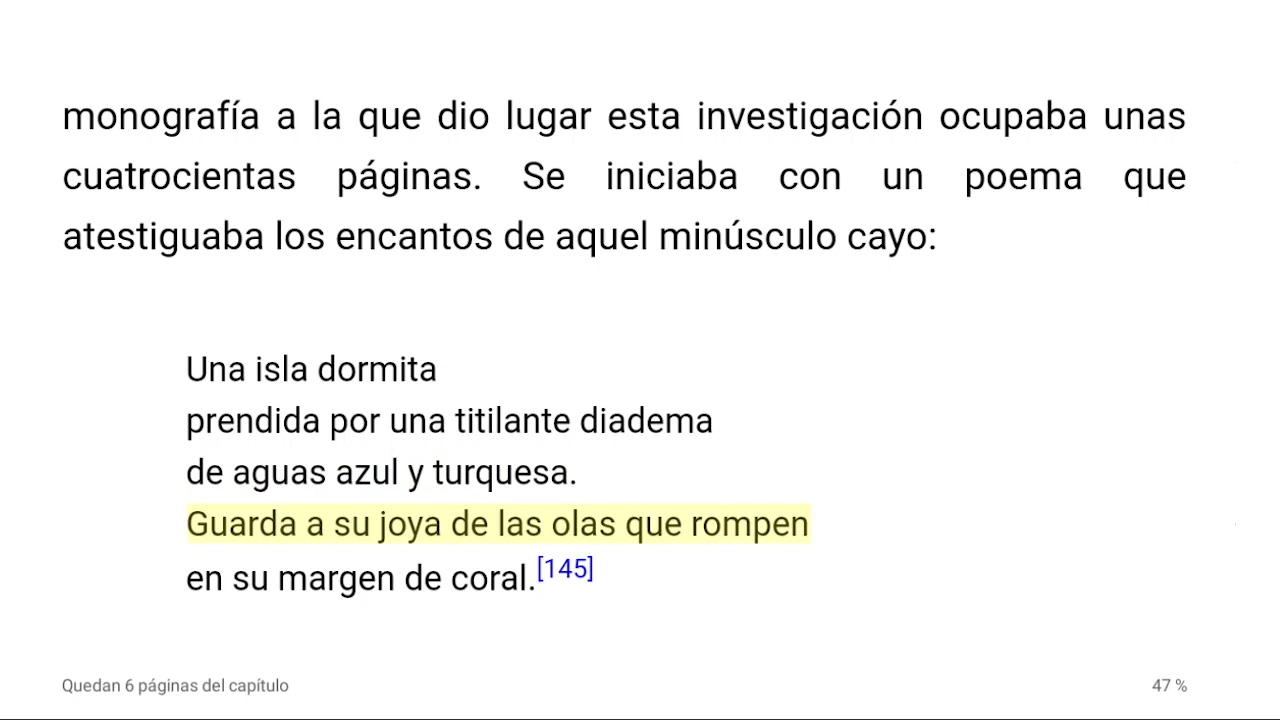 monografía a la que dio lugar esta investigación ocupaba unas
cuatrocientas páginas. Se iniciaba con un poema que
atestiguaba los encantos de aquel minúsculo cayo:
Una isla dormita
prendida por una titilante diadema
de aguas azul y turquesa.
Guarda a su joya de las olas que rompen
en su margen de coral.[145]
Quedan 6 páginas del capítulo
47 %